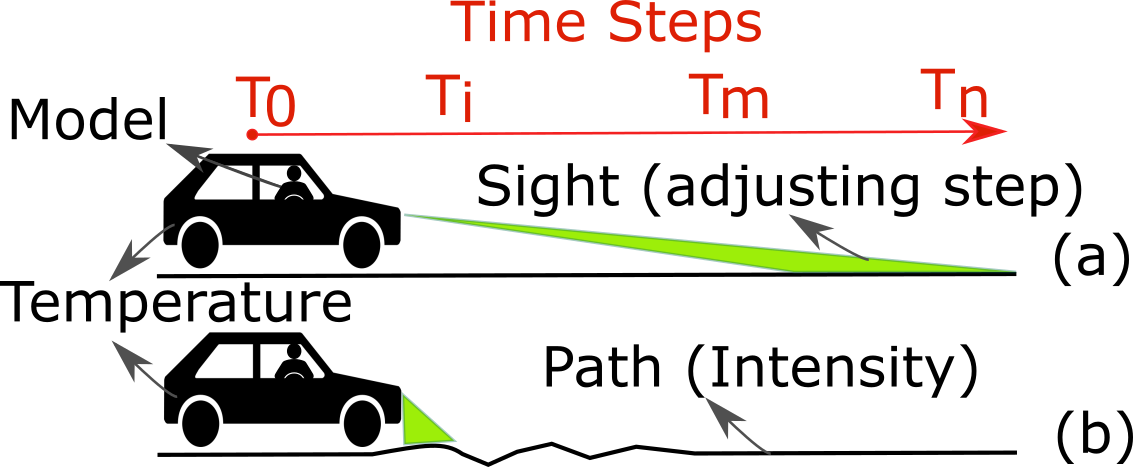 Time Steps
T0 Ti Tm Tn
Model
Sight (adjusting step)
(a)
Temperature
Path (Intensity)
(b)